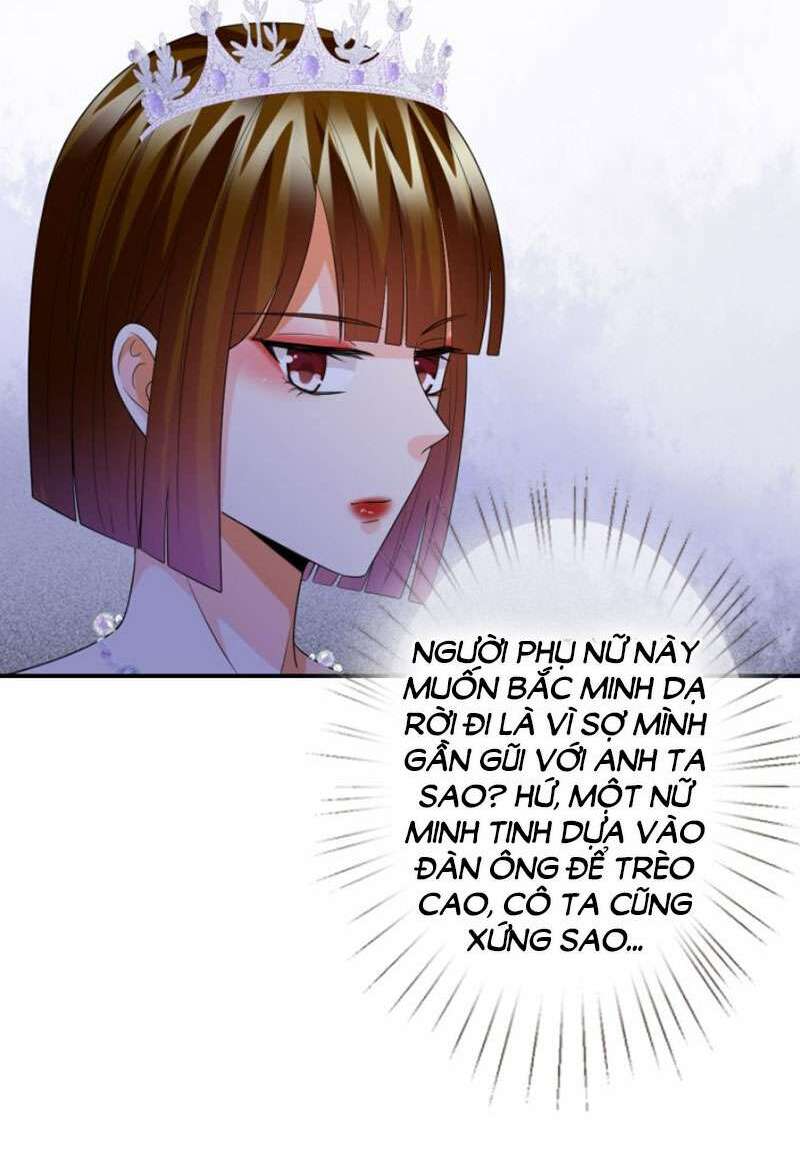 NGƯỜI PHỤ NỮ NÀY
MUỐN BẮC MINH DẠ
RỜI ĐI LÀ VÌ SỢ MÌNH
GẦN GŨI VỚI ANH TA
SAO? HỨ, MỘT NỮ
MINH TINH DỰA VÀO
ĐÀN ÔNG ĐỂ TRÈO
CAO, CÔ TA CŨNG
XỨNG SAO...